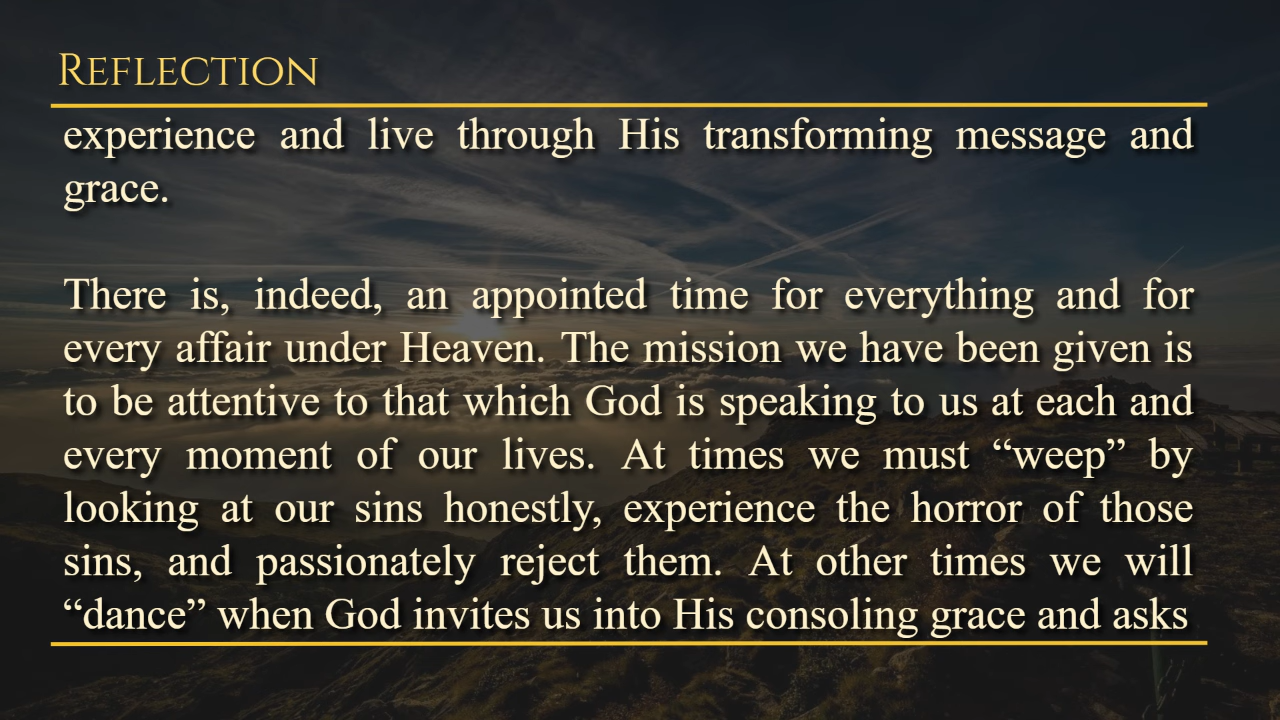 Reflection
experience and live through His transforming message and
grace.
There is, indeed, an appointed time for everything and for
every affair under Heaven. The mission we have been given is
to be attentive to that which God is speaking to us at each and
every moment of our lives. At times we must “weep” by
looking at our sins honestly, experience the horror of those
sins, and passionately reject them. At other times we will
“dance” when God invites us into His consoling grace and asks